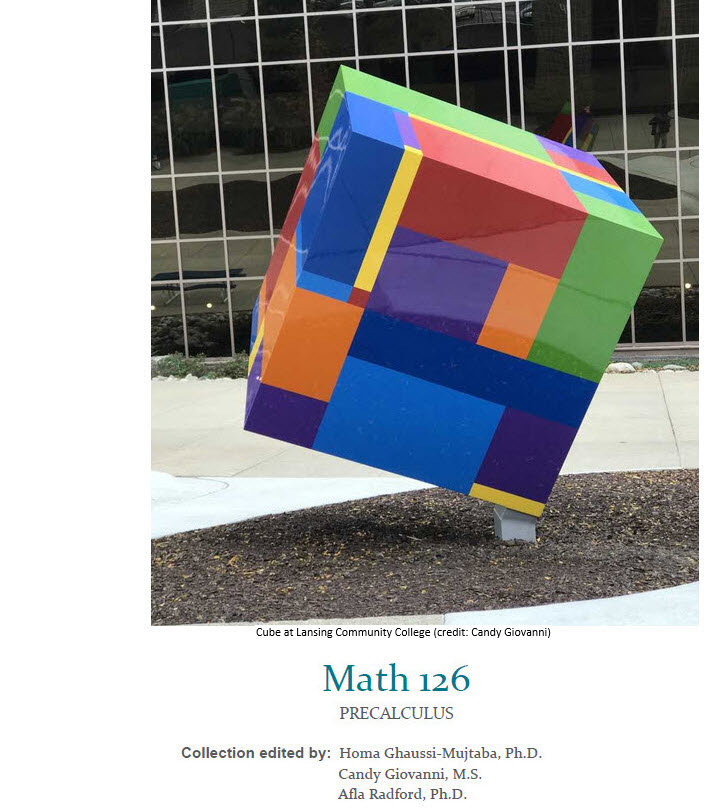 Cube at Lansing Community College (credit: Candy Giovanni)
Math 126
PRECALCULUS
Collection edited by: Homa Ghaussi-Mujtaba, Ph.D.
Candy Giovanni, M.S.
Afla Radford, Ph.D.